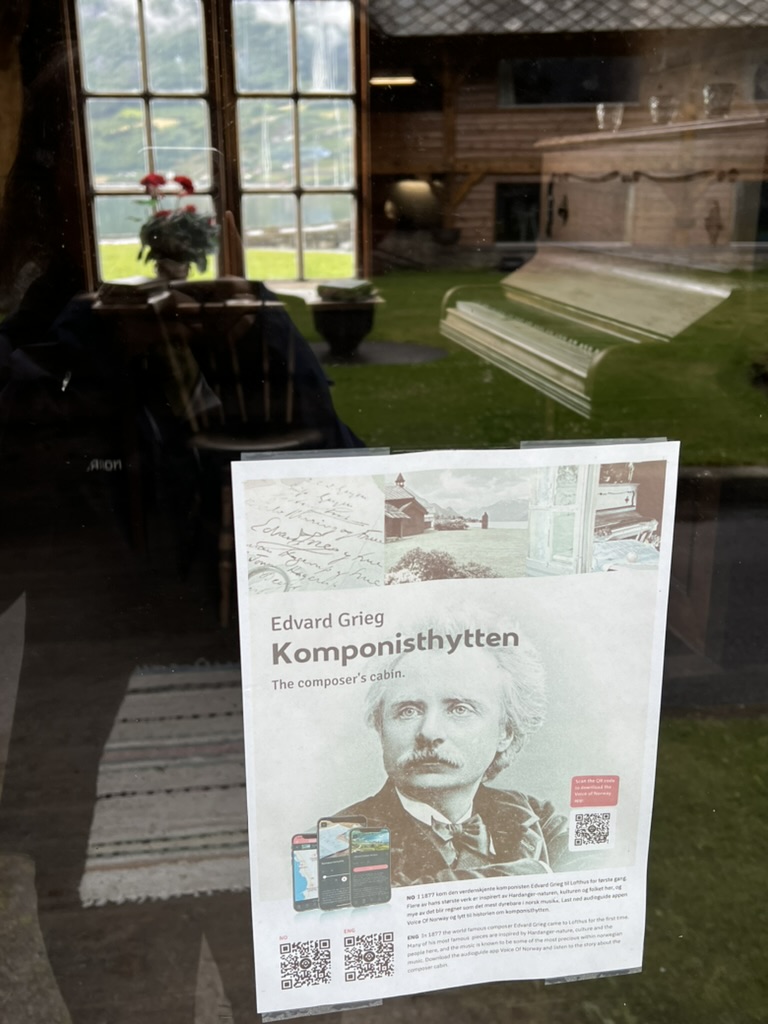 Edvard Grieg
Komponisthytten
The composer's cabin.
Scan the QR code
to download the
Voice of Norway
app
NO I 1877 kom den verdenskjente komponisten Edvard Grieg til Lofthus for første gang.
Flere av hans største verk er inspirert av Hardanger-naturen, kulturen og folket her, og
mye av det blir regner som det mest dyrebare i norsk musikk. Last ned audioguide appen
Voice Of Norway og lytt til historien om komponisthytten.
NO
ENG
ENG In 1877 the world famous composer Edvard Grieg came to Lofthus for the first time.
Many of his most famous pieces are inspired by Hardanger-nature, culture and the
people here, and the music is known to be some of the most precious within norwegian
music. Download the audioguide app Voice Of Norway and listen to the story about the
composer cabin.